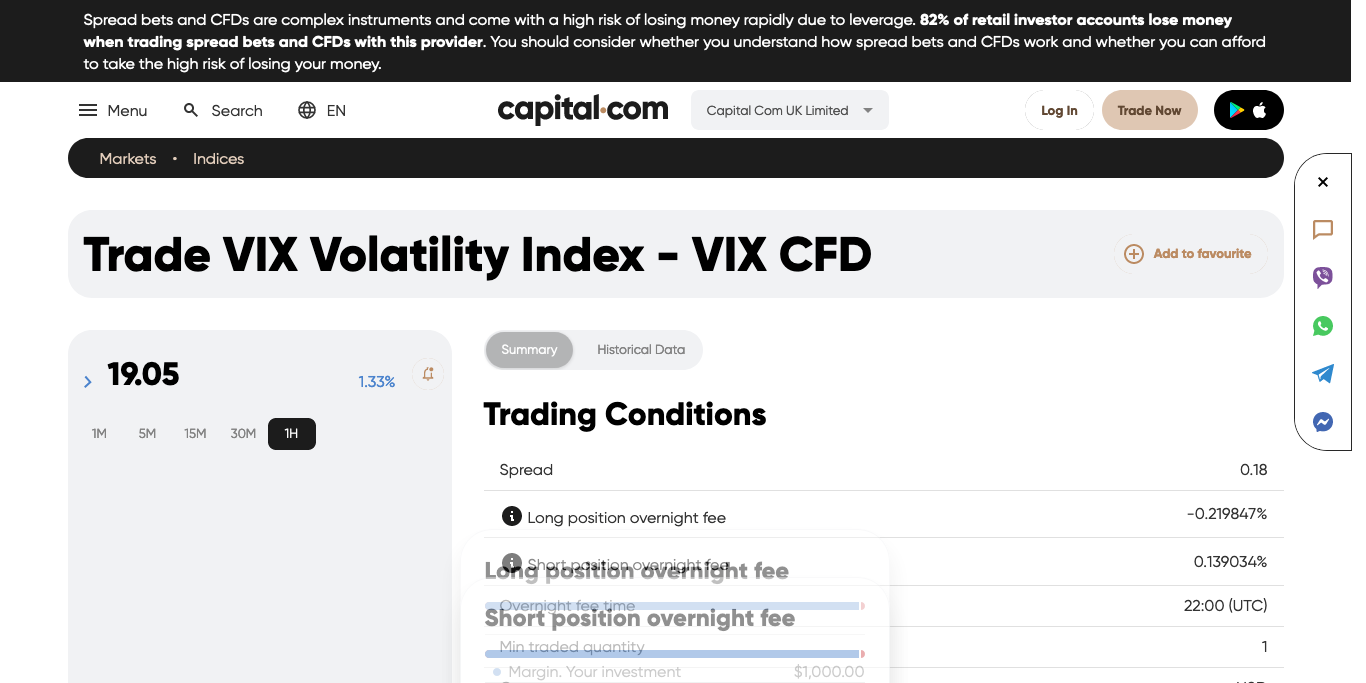 Spread bets and CFDs are complex instruments and come with a high risk of losing money rapidly due to leverage. 82% of retail investor accounts lose money
when trading spread bets and CFDs with this provider. You should consider whether you understand how spread bets and CFDs work and whether you can afford
to take the high risk of losing your money.
Menu
Search
EN
capital.com
Capital Com UK Limited
Log In
Trade Now
Markets • Indices
Trade VIX Volatility Index - VIX CFD
Add to favourite
19.05
1.33%
1M 5M 15M 30M 1H
Summary
Historical Data
Trading Conditions
Spread 0.18
Long position overnight fee -0.219847%
Short position overnight fee 0.139034%
Long position overnight fee
Overnight fee time 22:00 (UTC)
Short position overnight fee
Min traded quantity 1
Margin. Your investment $1,000.00